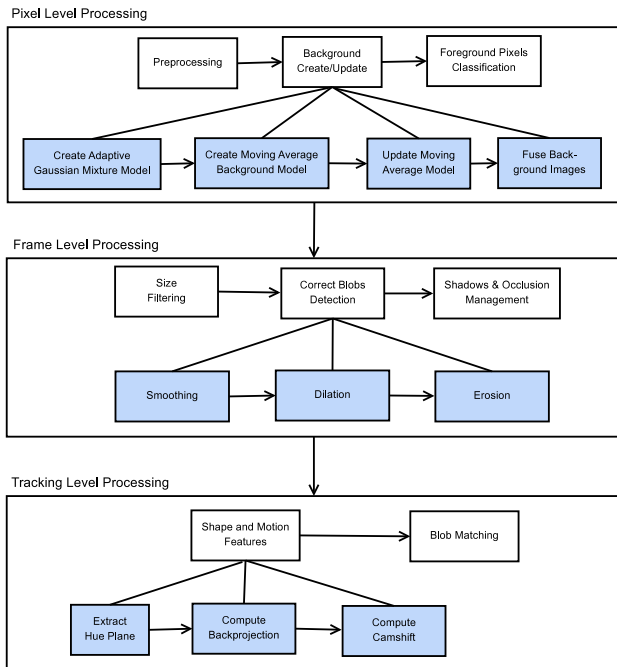 Pixel Level Processing
Preprocessing
Background
Create/Update
Foreground Pixels
Classification
Create Adaptive
Gaussian Mixture Model
Create Moving Average
Background Model
Update Moving
Average Model
Fuse Back-
ground Images
Frame Level Processing
Size
Filtering
Correct Blobs
Detection
Shadows & Occlusion
Management
Smoothing
Dilation
Erosion
Tracking Level Processing
Shape and Motion
Features
Blob Matching
Extract
Hue Plane
Compute
Backprojection
Compute
Camshift